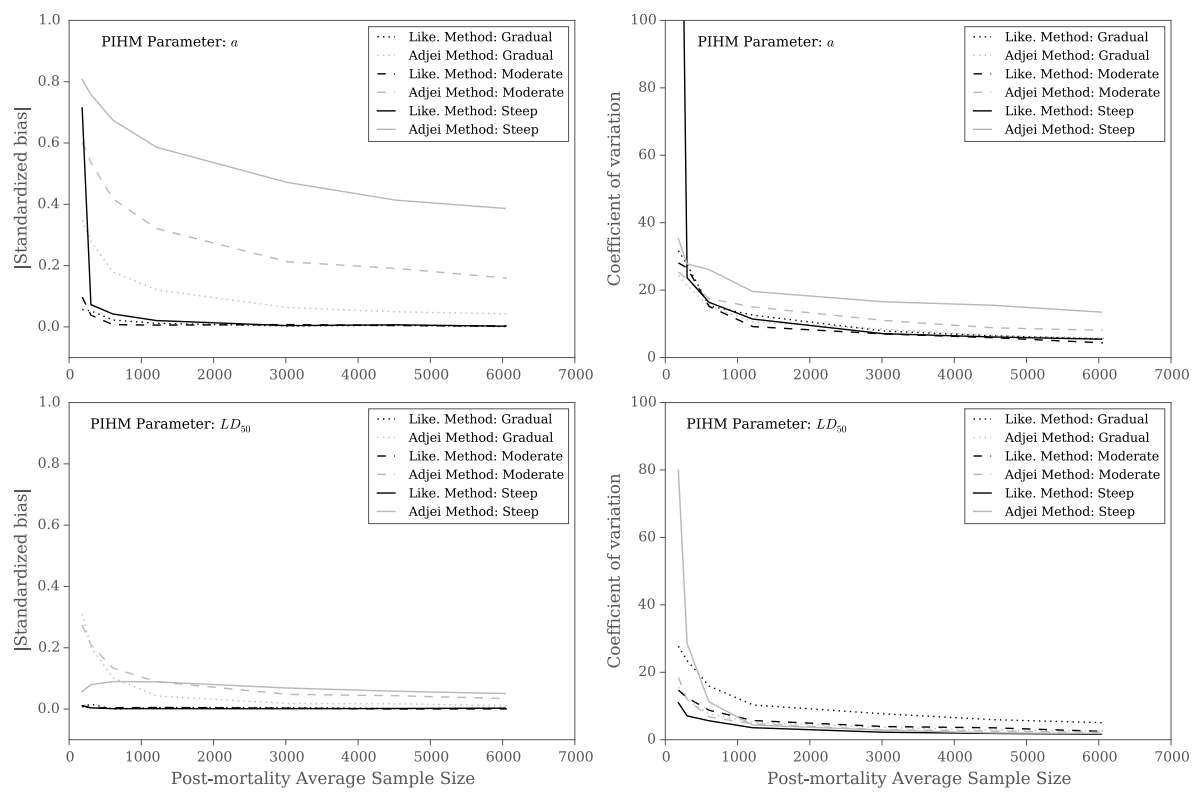 PIHM Parameter: a
Like. Method: Gradual
Adjei Method: Gradual
Like. Method: Moderate
Adjei Method: Moderate
Like. Method: Steep
Adjei Method: Steep
|Standardized bias|
1.0
0.8
0.6
0.4
0.2
0.0
0 1000 2000 3000 4000 5000 6000 7000
PIHM Parameter: a
Like. Method: Gradual
Adjei Method: Gradual
Like. Method: Moderate
Adjei Method: Moderate
Like. Method: Steep
Adjei Method: Steep
Coefficient of variation
100
80
60
40
20
0
0 1000 2000 3000 4000 5000 6000 7000
PIHM Parameter: LD50
Like. Method: Gradual
Adjei Method: Gradual
Like. Method: Moderate
Adjei Method: Moderate
Like. Method: Steep
Adjei Method: Steep
|Standardized bias|
1.0
0.8
0.6
0.4
0.2
0.0
0 1000 2000 3000 4000 5000 6000 7000
Post-mortality Average Sample Size
PIHM Parameter: LD50
Like. Method: Gradual
Adjei Method: Gradual
Like. Method: Moderate
Adjei Method: Moderate
Like. Method: Steep
Adjei Method: Steep
Coefficient of variation
100
80
60
40
20
0
0 1000 2000 3000 4000 5000 6000 7000
Post-mortality Average Sample Size